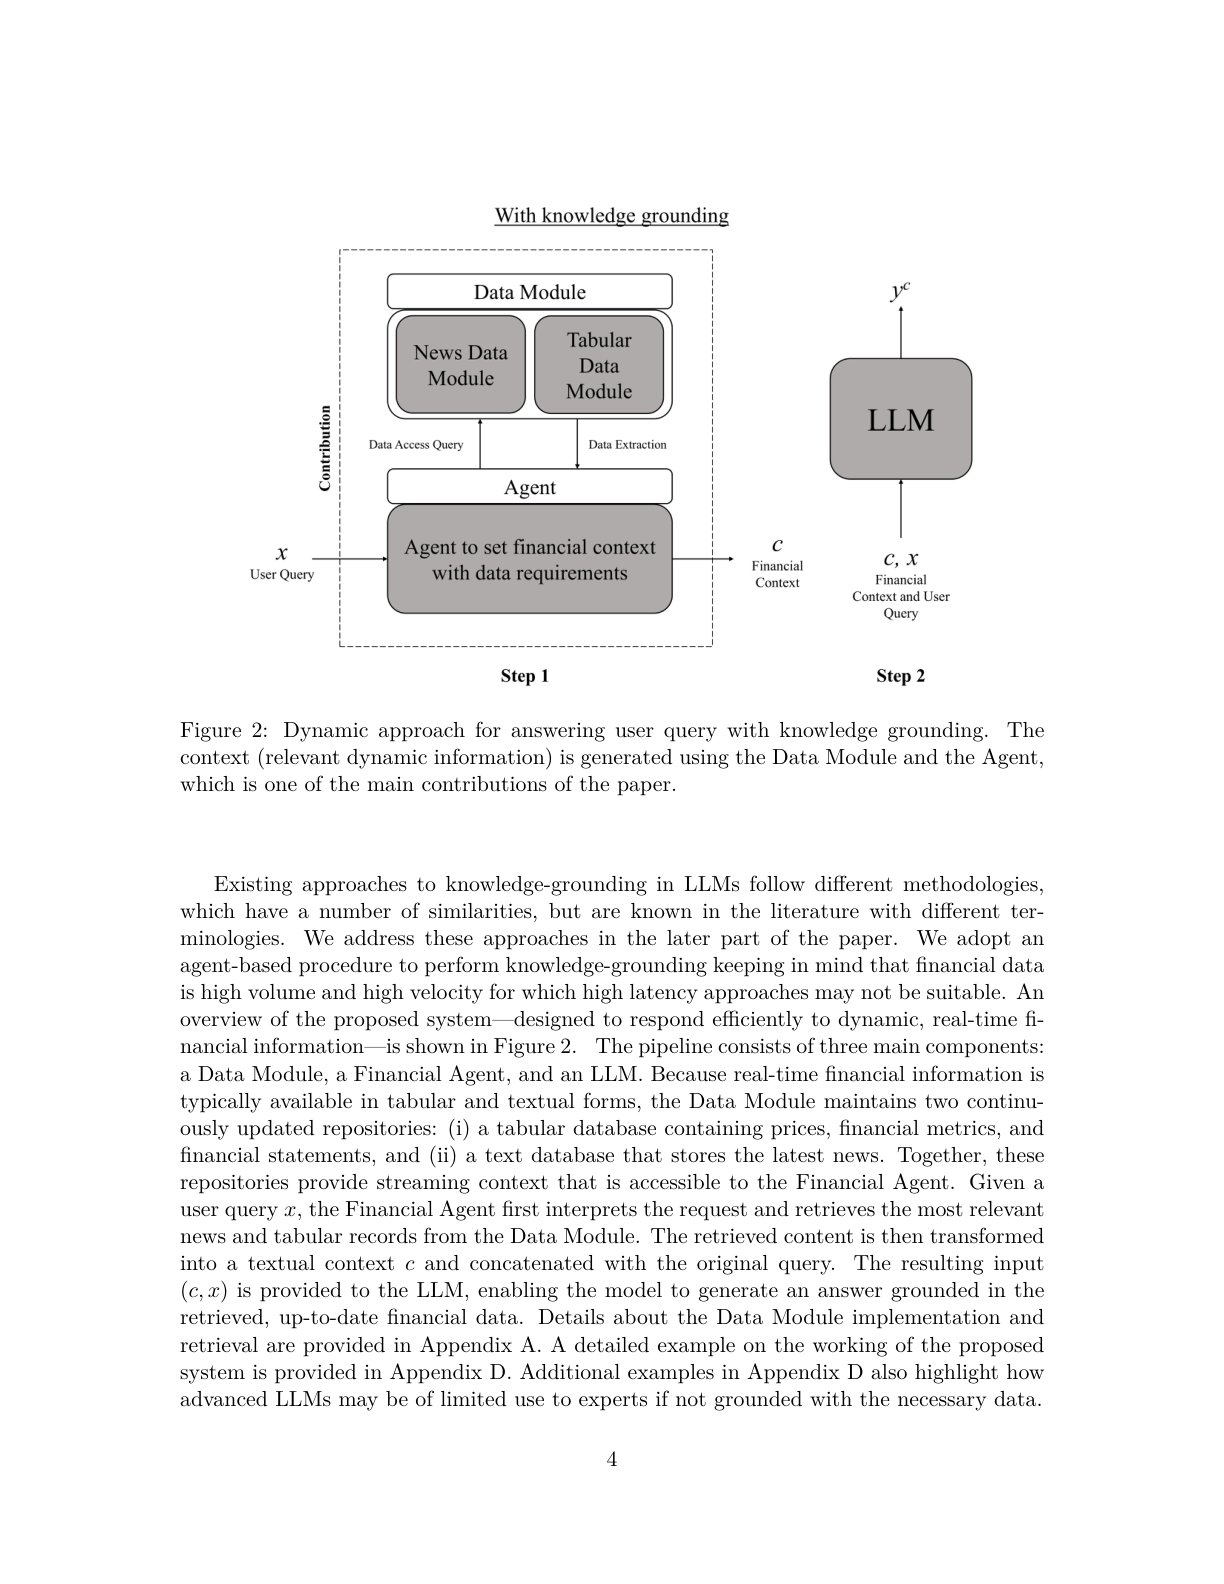 With knowledge grounding
Data Module
News Data
Module
Tabular
Data
Module
Contribution
Data Access Query
Data Extraction
Agent
Agent to set financial context
with data requirements
x
User Query
c
Financial
Context
Step 1
yᶜ
LLM
c, x
Financial
Context and User
Query
Step 2
Figure 2: Dynamic approach for answering user query with knowledge grounding. The
context (relevant dynamic information) is generated using the Data Module and the Agent,
which is one of the main contributions of the paper.
Existing approaches to knowledge-grounding in LLMs follow different methodologies,
which have a number of similarities, but are known in the literature with different ter-
minologies. We address these approaches in the later part of the paper. We adopt an
agent-based procedure to perform knowledge-grounding keeping in mind that financial data
is high volume and high velocity for which high latency approaches may not be suitable. An
overview of the proposed system—designed to respond efficiently to dynamic, real-time fi-
nancial information—is shown in Figure 2. The pipeline consists of three main components:
a Data Module, a Financial Agent, and an LLM. Because real-time financial information is
typically available in tabular and textual forms, the Data Module maintains two continu-
ously updated repositories: (i) a tabular database containing prices, financial metrics, and
financial statements, and (ii) a text database that stores the latest news. Together, these
repositories provide streaming context that is accessible to the Financial Agent. Given a
user query x, the Financial Agent first interprets the request and retrieves the most relevant
news and tabular records from the Data Module. The retrieved content is then transformed
into a textual context c and concatenated with the original query. The resulting input
(c, x) is provided to the LLM, enabling the model to generate an answer grounded in the
retrieved, up-to-date financial data. Details about the Data Module implementation and
retrieval are provided in Appendix A. A detailed example on the working of the proposed
system is provided in Appendix D. Additional examples in Appendix D also highlight how
advanced LLMs may be of limited use to experts if not grounded with the necessary data.
4